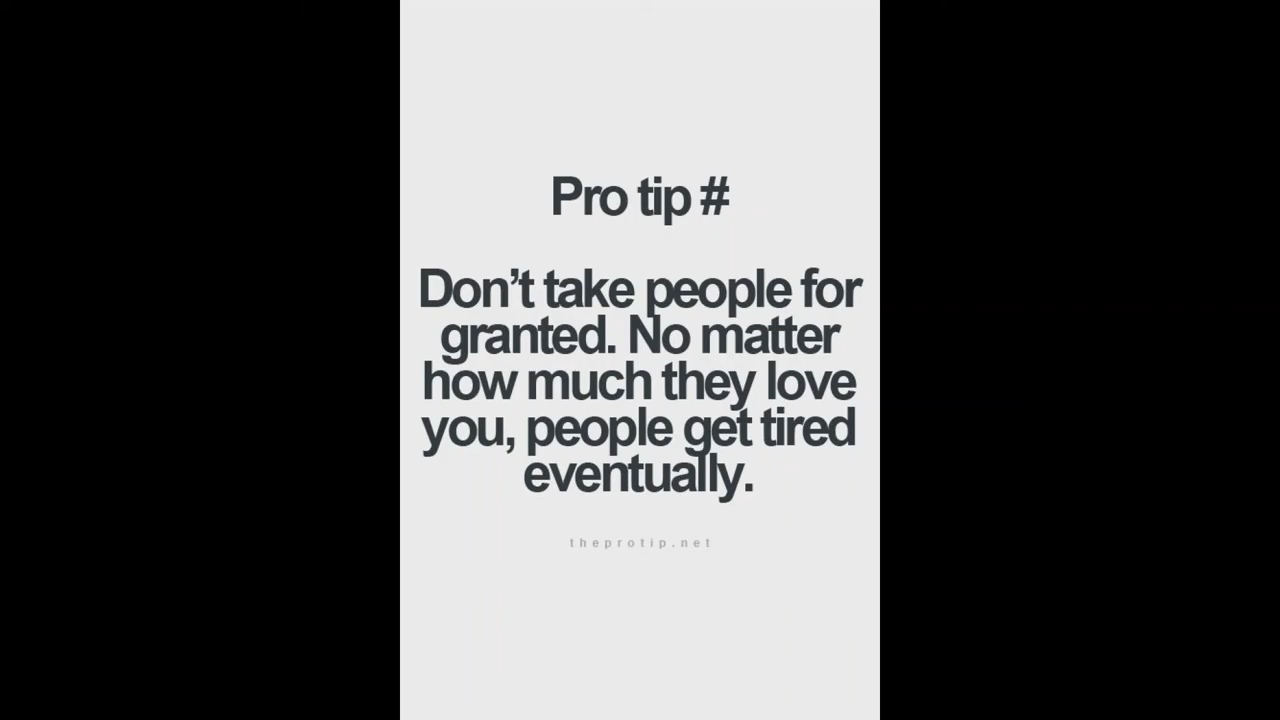 Pro tip #
Don’t take people for
granted. No matter
how much they love
you, people get tired
eventually.
theprotip.net